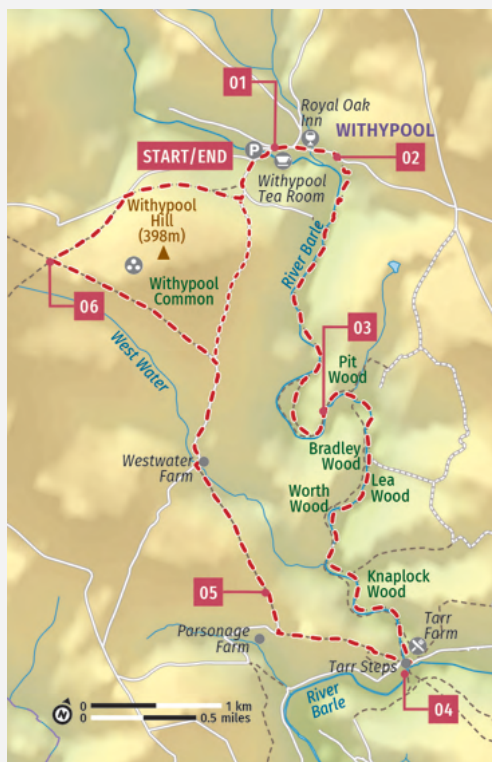 01
Royal Oak
Inn
WITHYPOOL
P
START/END
02
Withypool
Tea Room
Withypool
Hill
(398m)
River Barle
Withypool
Common
06
03
West Water
Pit
Wood
Bradley
Wood
Westwater
Farm
Lea
Wood
Worth
Wood
Knaplock
Wood
05
Tarr
Farm
Parsonage
Farm
Tarr Steps
River
Barle
04
N
0 1 km
0 0.5 miles